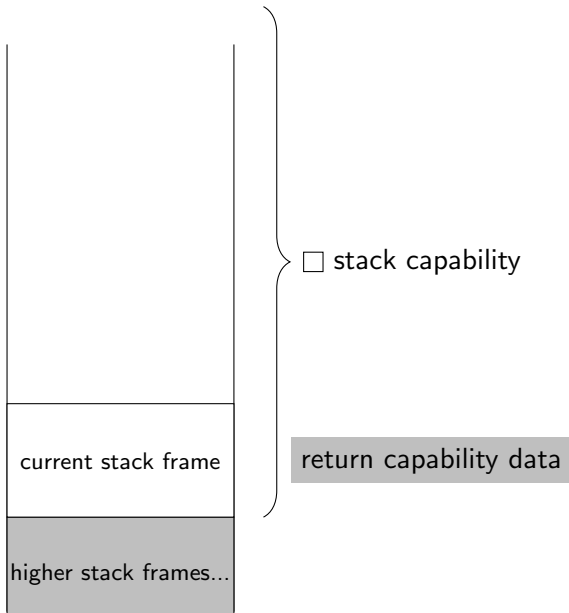 □ stack capability
current stack frame
return capability data
higher stack frames...